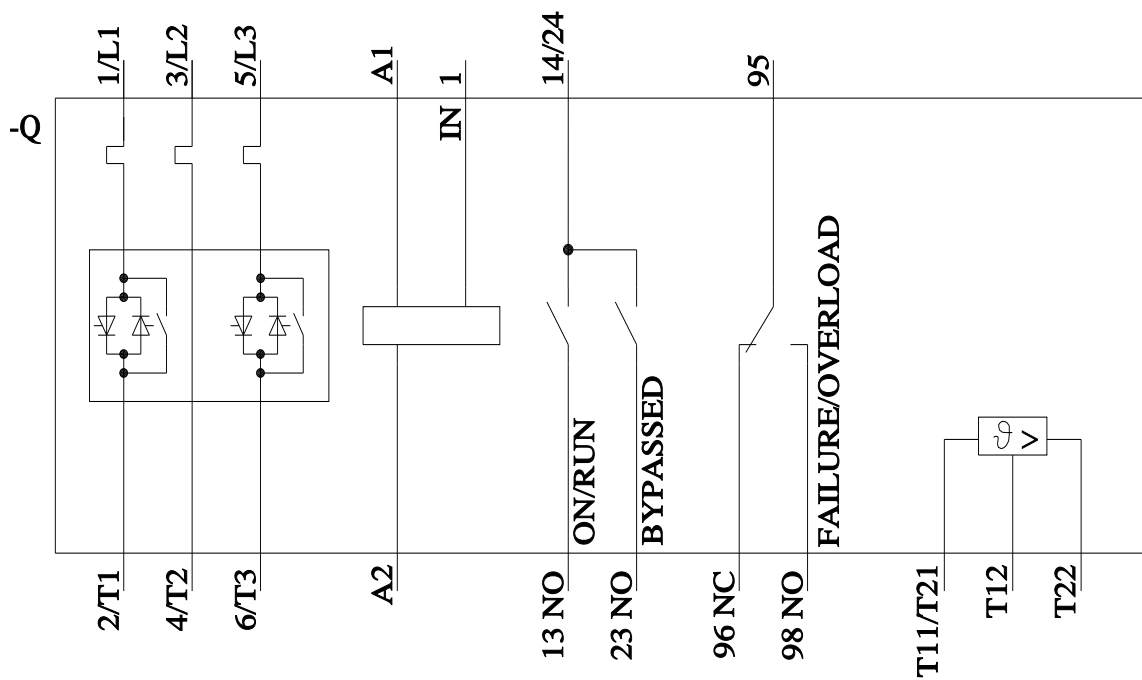 -Q
1/L1
3/L2
5/L3
A1
IN 1
14/24
95
ON/RUN
BYPASSED
FAILURE/OVERLOAD
ϑ >
2/T1
4/T2
6/T3
A2
13 NO
23 NO
96 NC
98 NO
T11/T21
T12
T22